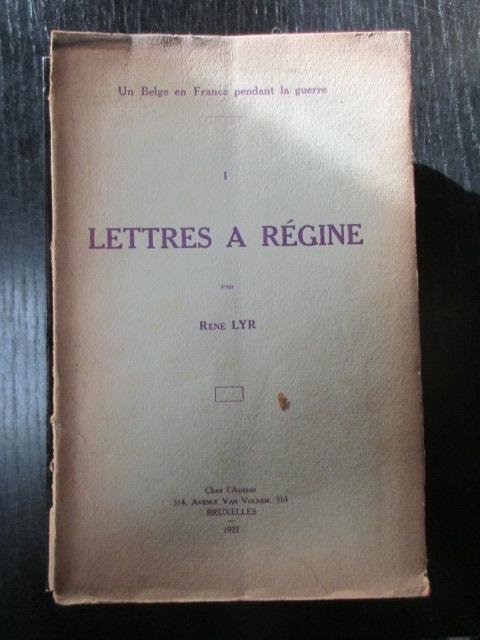 Un Belge en France pendant la guerre
I
LETTRES A RÉGINE
PAR
RENÉ LYR
Chez l'Auteur
314, AVENUE VAN VOLXEM, 314
BRUXELLES
1922